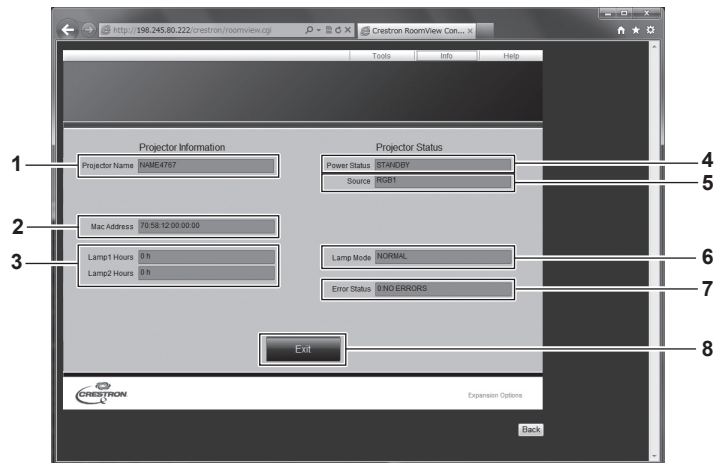 http://198.245.80.222/crestron/roomview.cgi
Crestron RoomView Con...
Tools
Info
Help
Projector Information
Projector Status
1
Projector Name NAME4767
Power Status STANDBY
4
Source RGB1
5
2
Mac Address 70:58:12:00:00:00
3
Lamp1 Hours 0 h
Lamp2 Hours 0 h
Lamp Mode NORMAL
6
Error Status 0:NO ERRORS
7
Exit
8
CRESTRON
Expansion Options
Back